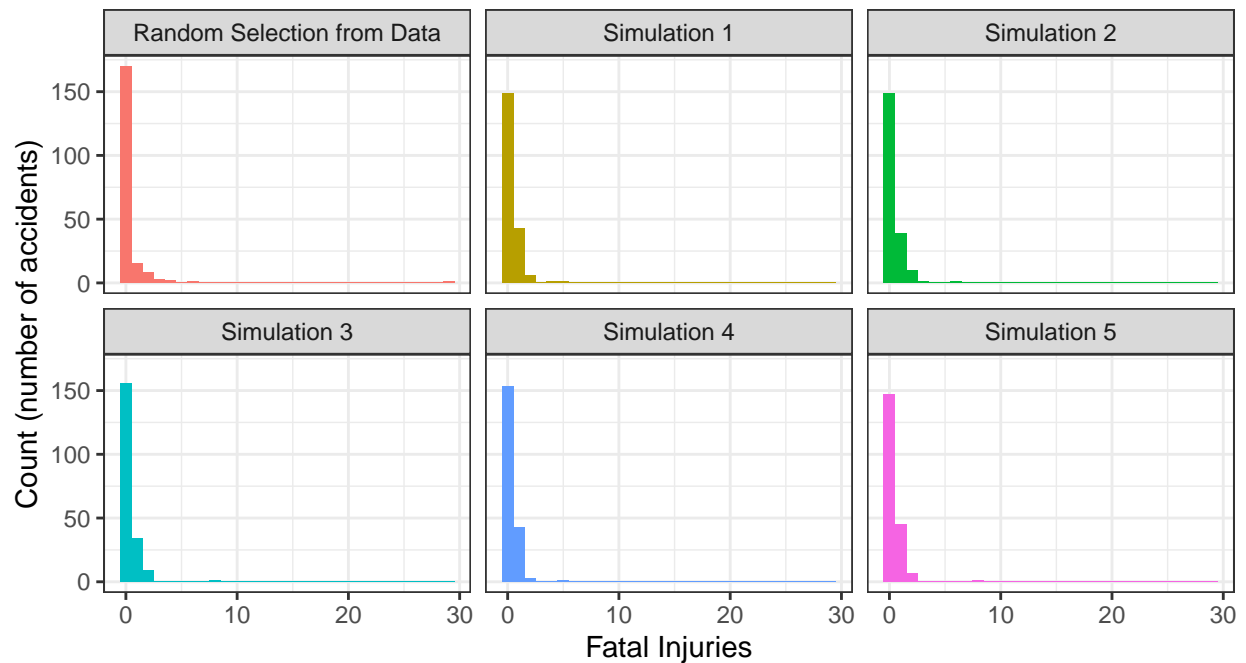 Random Selection from Data
Simulation 1
Simulation 2
150
100
50
0
Simulation 3
Simulation 4
Simulation 5
150
100
50
0
0 10 20 30
0 10 20 30
0 10 20 30
Fatal Injuries
Count (number of accidents)